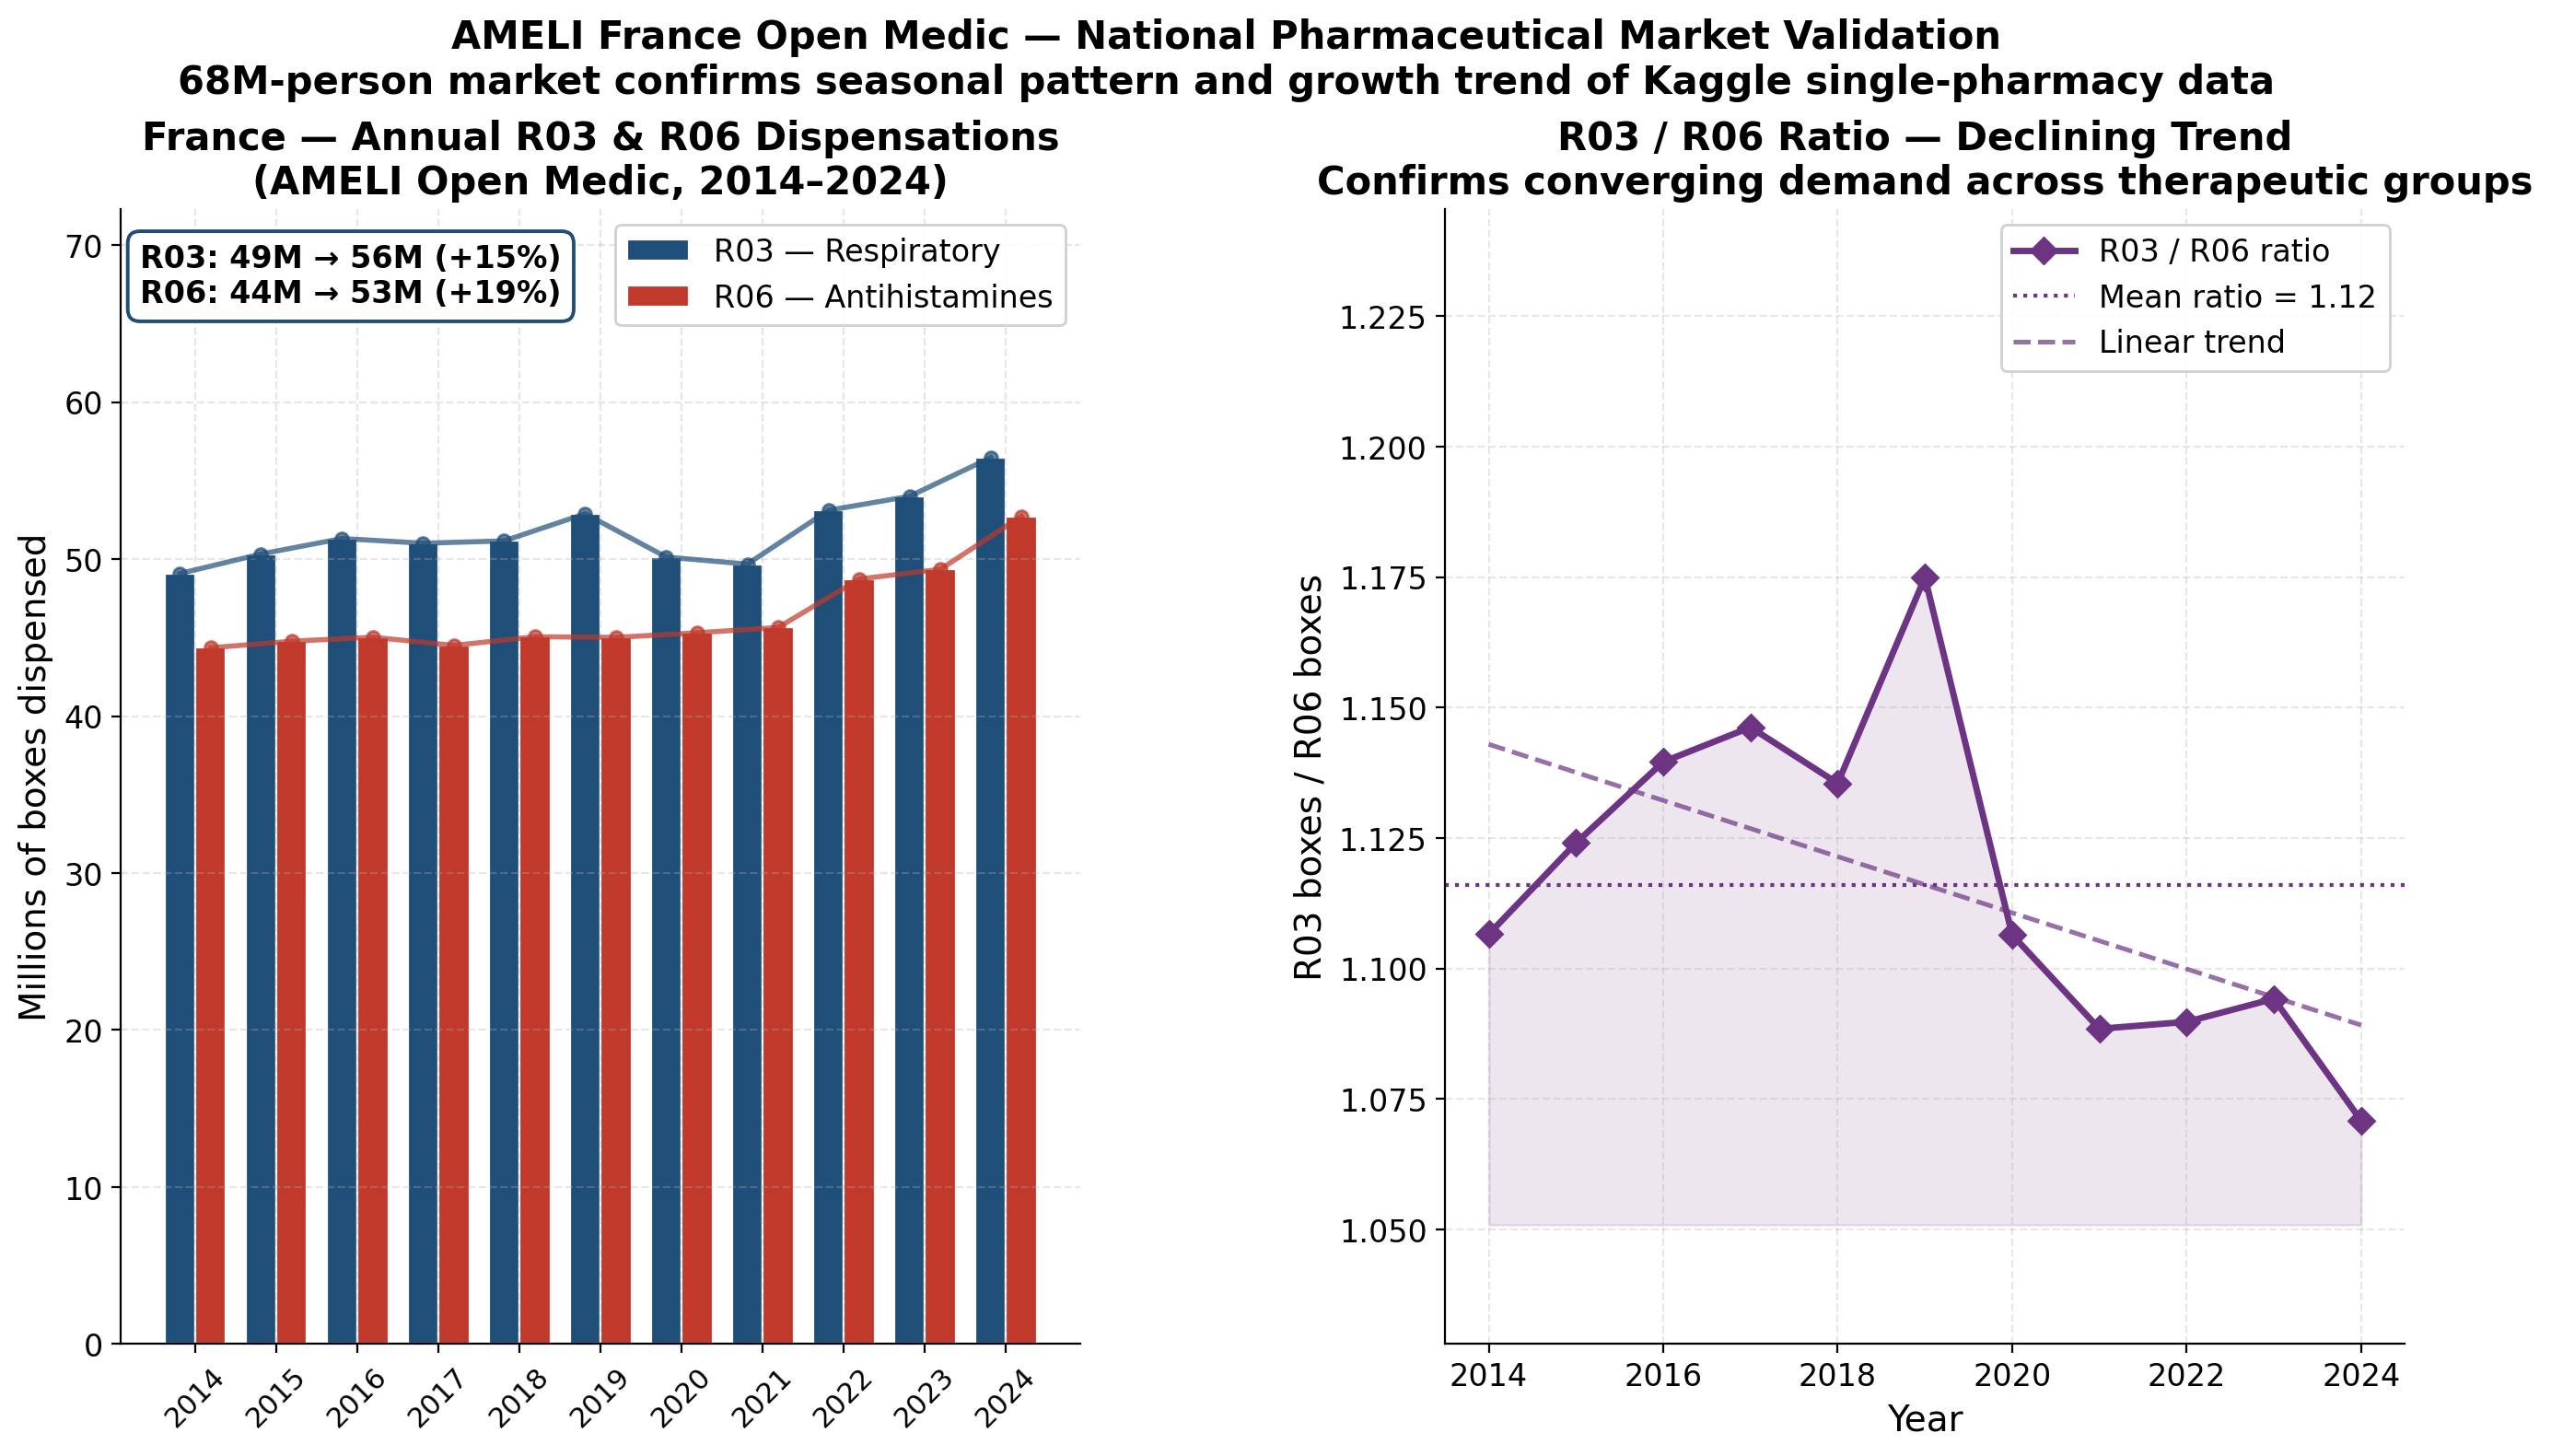 AMELI France Open Medic — National Pharmaceutical Market Validation
68M-person market confirms seasonal pattern and growth trend of Kaggle single-pharmacy data
France — Annual R03 & R06 Dispensations
(AMELI Open Medic, 2014–2024)
R03: 49M → 56M (+15%)
R06: 44M → 53M (+19%)
R03 — Respiratory
R06 — Antihistamines
Millions of boxes dispensed
70
60
50
40
30
20
10
0
2014
2015
2016
2017
2018
2019
2020
2021
2022
2023
2024
R03 / R06 Ratio — Declining Trend
Confirms converging demand across therapeutic groups
R03 / R06 ratio
Mean ratio = 1.12
Linear trend
R03 boxes / R06 boxes
1.225
1.200
1.175
1.150
1.125
1.100
1.075
1.050
2014
2016
2018
2020
2022
2024
Year